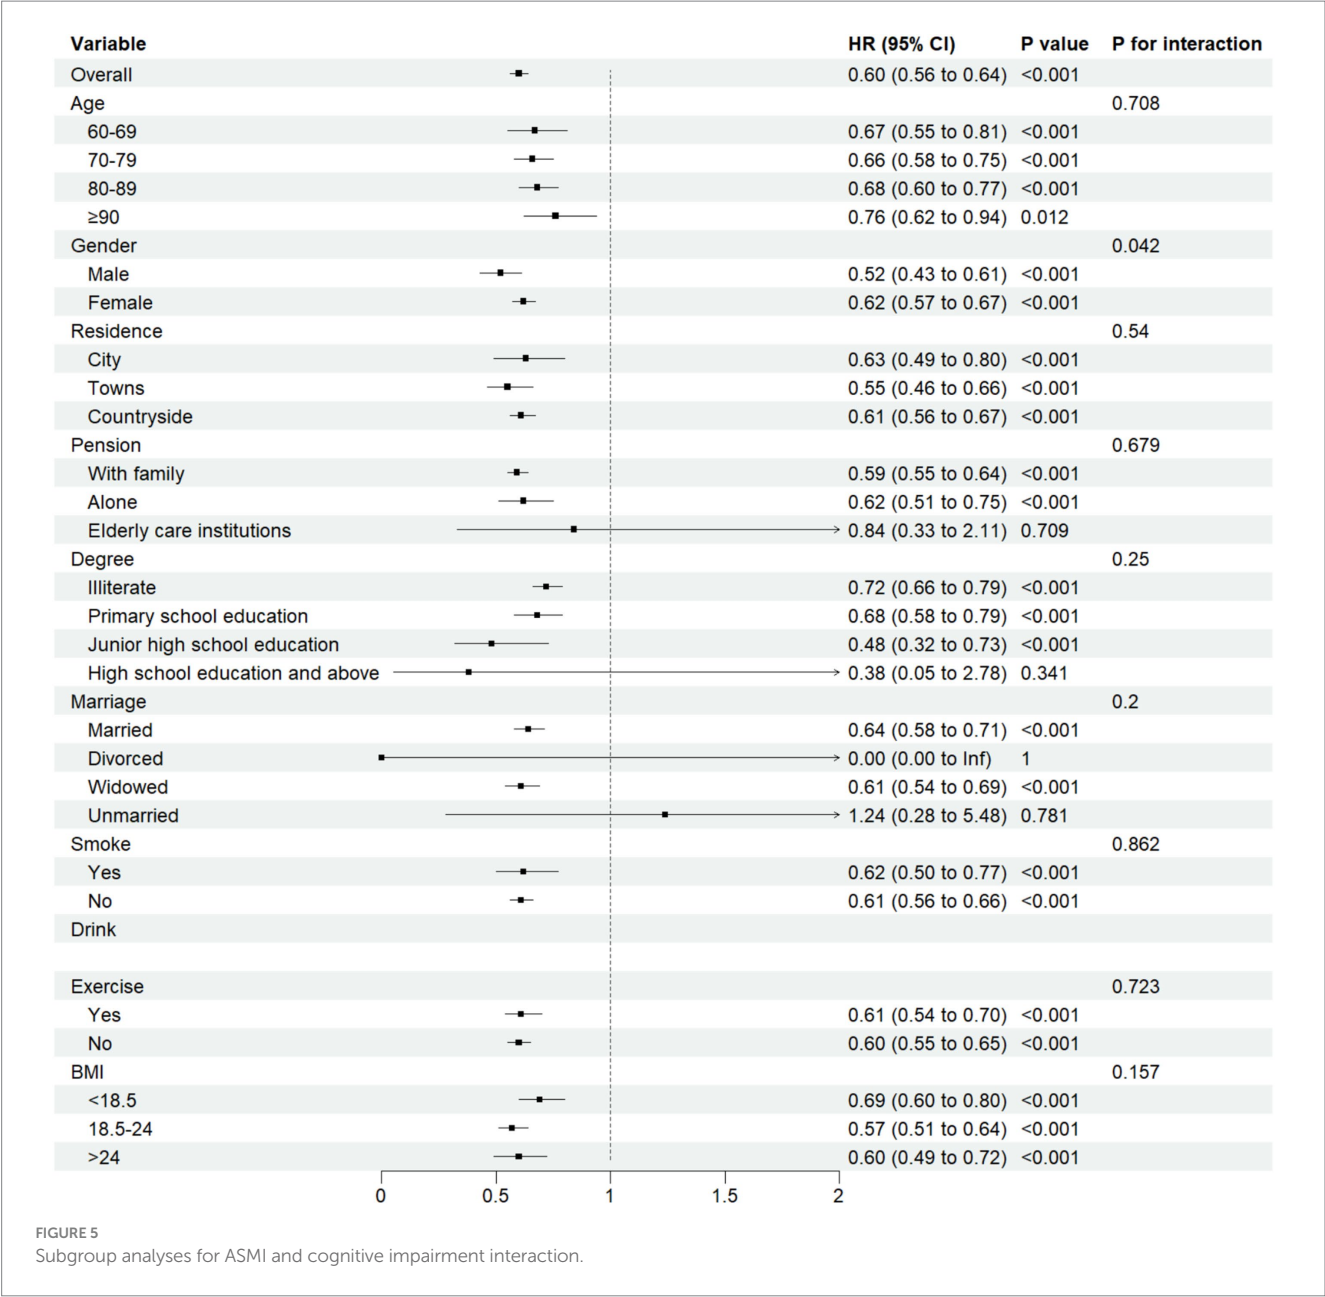 Variable HR (95% CI) P value P for interaction
Overall 0.60 (0.56 to 0.64) <0.001
Age 0.708
60-69 0.67 (0.55 to 0.81) <0.001
70-79 0.66 (0.58 to 0.75) <0.001
80-89 0.68 (0.60 to 0.77) <0.001
≥90 0.76 (0.62 to 0.94) 0.012
Gender 0.042
Male 0.52 (0.43 to 0.61) <0.001
Female 0.62 (0.57 to 0.67) <0.001
Residence 0.54
City 0.63 (0.49 to 0.80) <0.001
Towns 0.55 (0.46 to 0.66) <0.001
Countryside 0.61 (0.56 to 0.67) <0.001
Pension 0.679
With family 0.59 (0.55 to 0.64) <0.001
Alone 0.62 (0.51 to 0.75) <0.001
Elderly care institutions 0.84 (0.33 to 2.11) 0.709
Degree 0.25
Illiterate 0.72 (0.66 to 0.79) <0.001
Primary school education 0.68 (0.58 to 0.79) <0.001
Junior high school education 0.48 (0.32 to 0.73) <0.001
High school education and above 0.38 (0.05 to 2.78) 0.341
Marriage 0.2
Married 0.64 (0.58 to 0.71) <0.001
Divorced 0.00 (0.00 to Inf) 1
Widowed 0.61 (0.54 to 0.69) <0.001
Unmarried 1.24 (0.28 to 5.48) 0.781
Smoke 0.862
Yes 0.62 (0.50 to 0.77) <0.001
No 0.61 (0.56 to 0.66) <0.001
Drink
Exercise 0.723
Yes 0.61 (0.54 to 0.70) <0.001
No 0.60 (0.55 to 0.65) <0.001
BMI 0.157
<18.5 0.69 (0.60 to 0.80) <0.001
18.5-24 0.57 (0.51 to 0.64) <0.001
>24 0.60 (0.49 to 0.72) <0.001
0 0.5 1 1.5 2
FIGURE 5
Subgroup analyses for ASMI and cognitive impairment interaction.